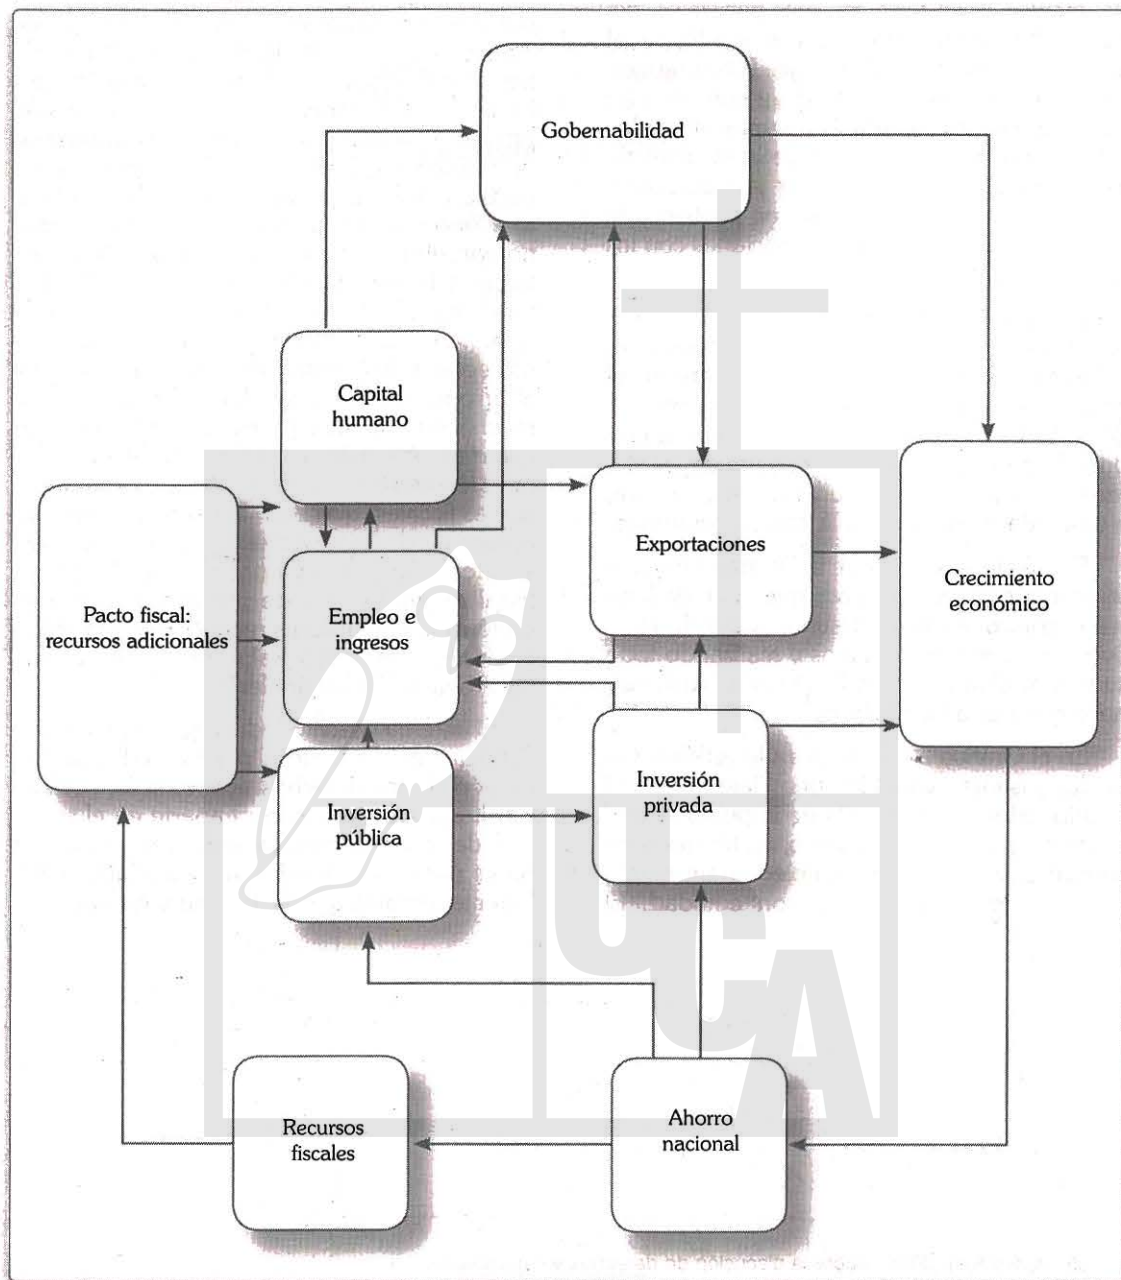 Gobernabilidad
Capital
humano
Exportaciones
Crecimiento
económico
Pacto fiscal:
recursos adicionales
Empleo e
ingresos
Inversión
pública
Inversión
privada
Recursos
fiscales
Ahorro
nacional
UCA